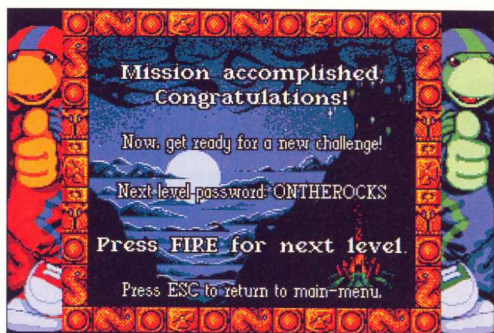 Mission accomplished,
Congratulations!
Now, get ready for a new challenge!
Next level password: ONTHEROCKS
Press FIRE for next level.
Press ESC to return to main-menu.